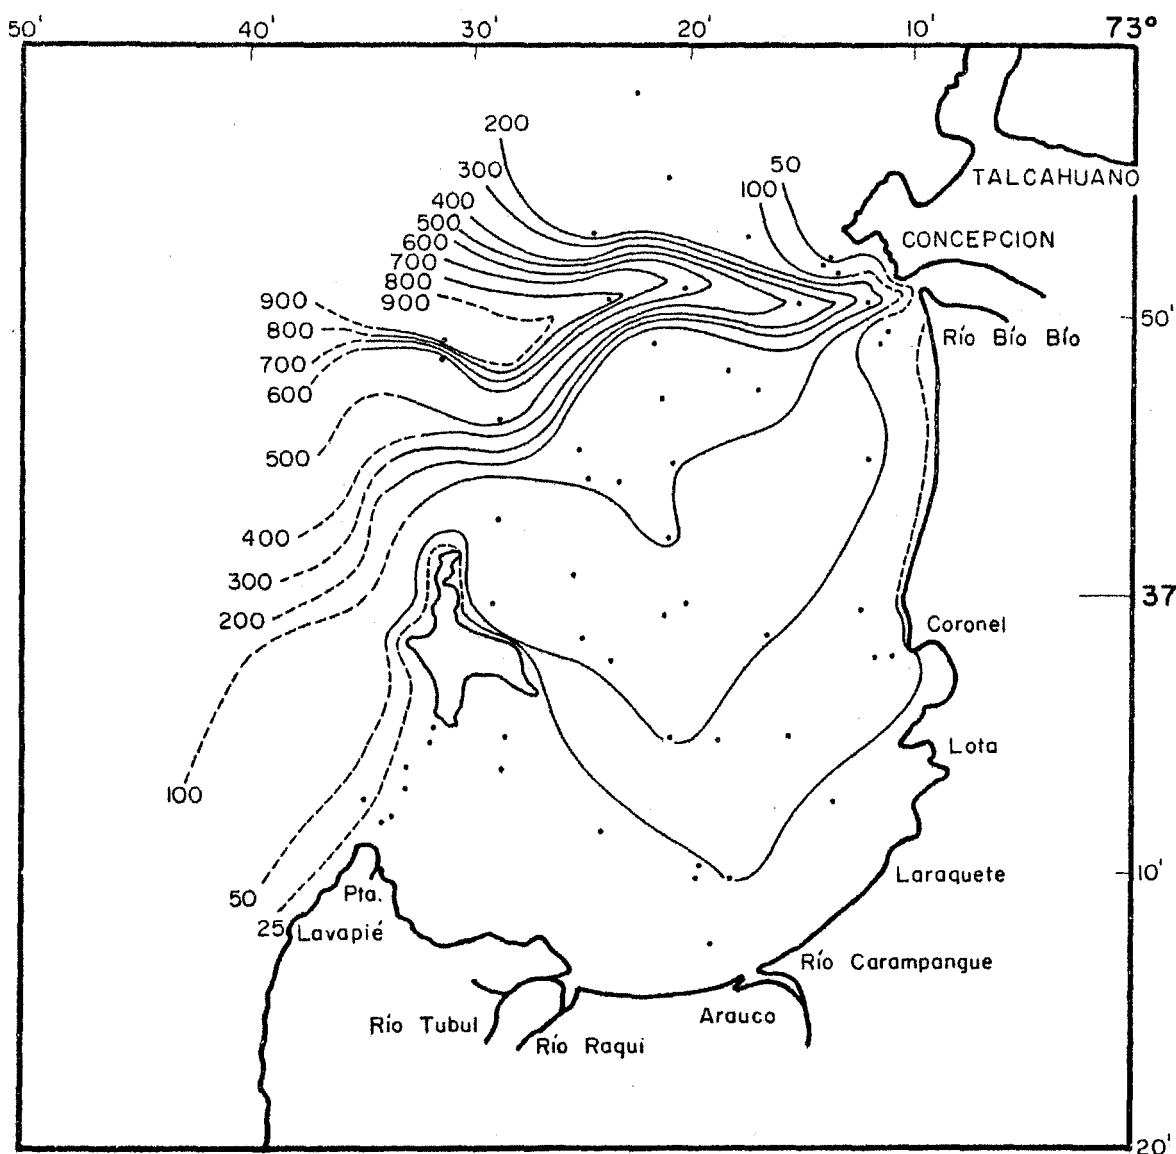 50'
40'
30'
20'
10'
73°
200
300
400
500
600
700
800
900
50
100
TALCAHUANO
CONCEPCION
50'
Río Bío Bío
900
800
700
600
500
400
300
200
100
50
25
37
Coronel
Lota
10'
Laraquete
Pta.
Lavapié
Río Carampangue
Arauco
Río Tubul
Río Raqui
20'